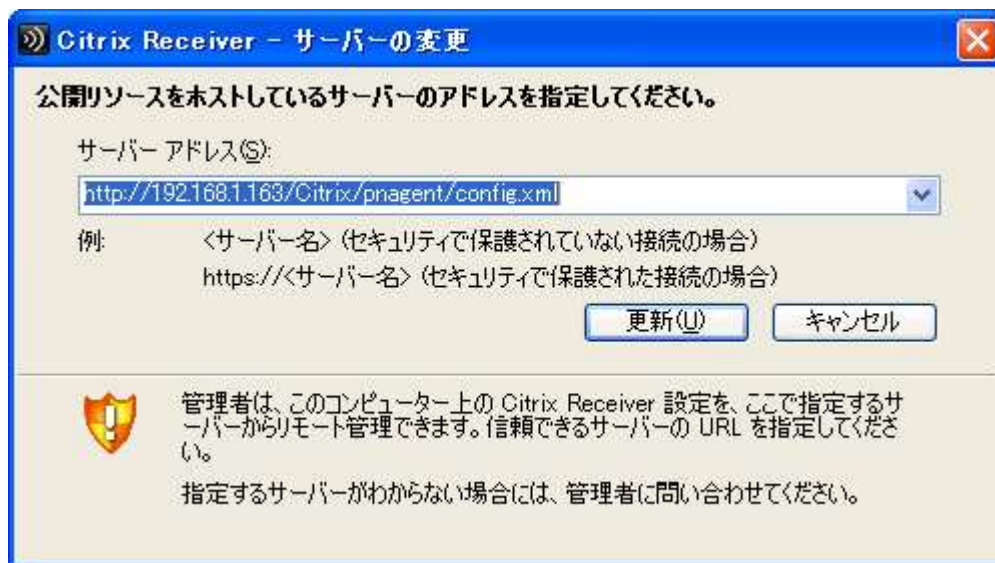 Citrix Receiver - サーバーの変更
公開リソースをホストしているサーバーのアドレスを指定してください。
サーバー アドレス(S):
http://192.168.1.163/Citrix/pnagent/config.xml
例: <サーバー名> (セキュリティで保護されていない接続の場合)
https://<サーバー名> (セキュリティで保護された接続の場合)
更新(U) キャンセル
管理者は、このコンピューター上の Citrix Receiver 設定を、ここで指定するサ
ーバーからリモート管理できます。信頼できるサーバーの URL を指定してくださ
い。
指定するサーバーがわからない場合には、管理者に問い合わせてください。